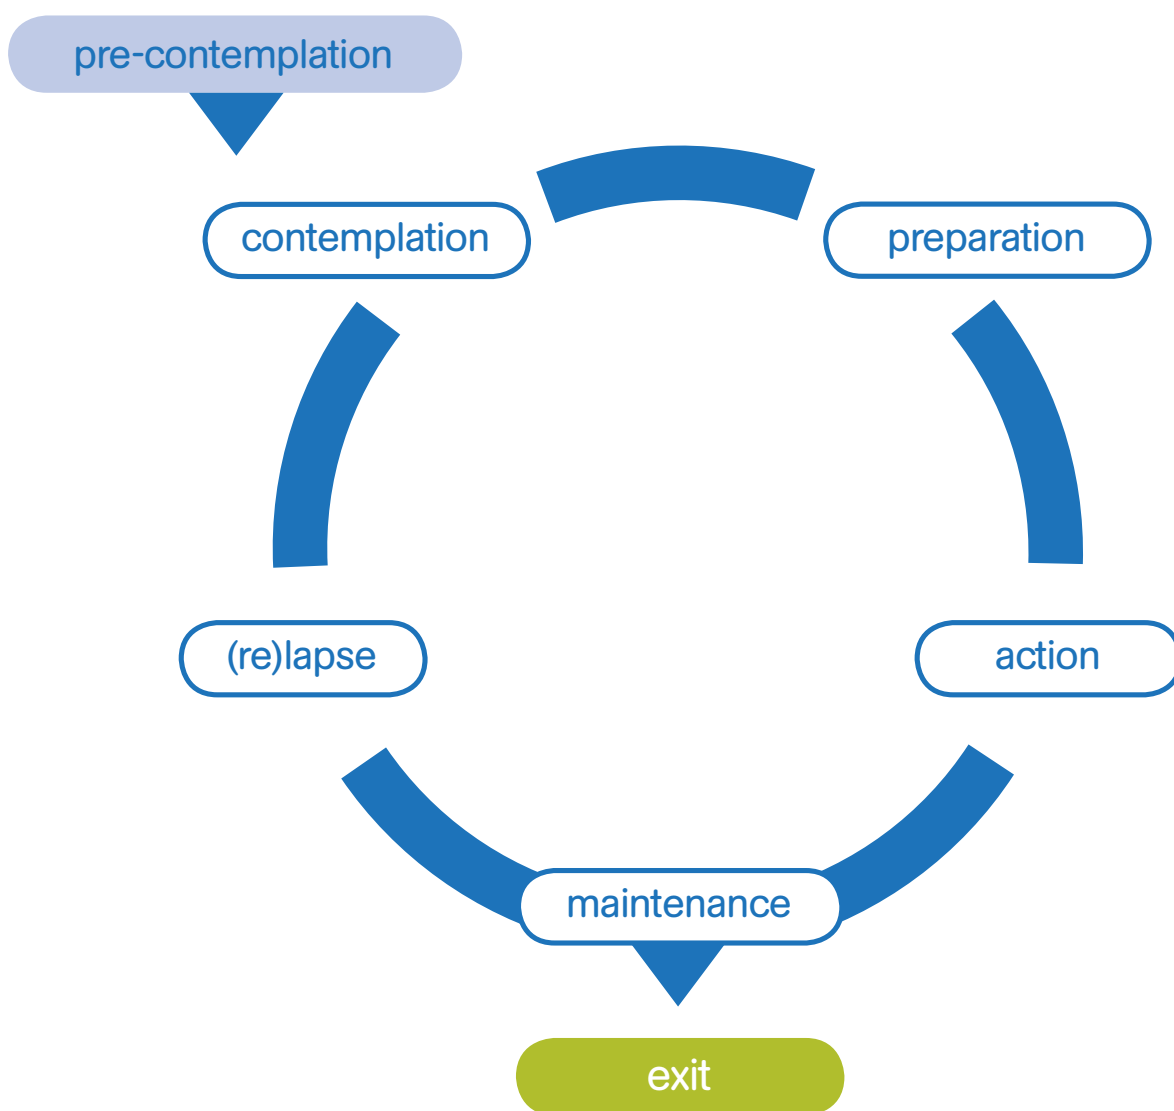 pre-contemplation
contemplation
preparation
(re)lapse
action
maintenance
exit